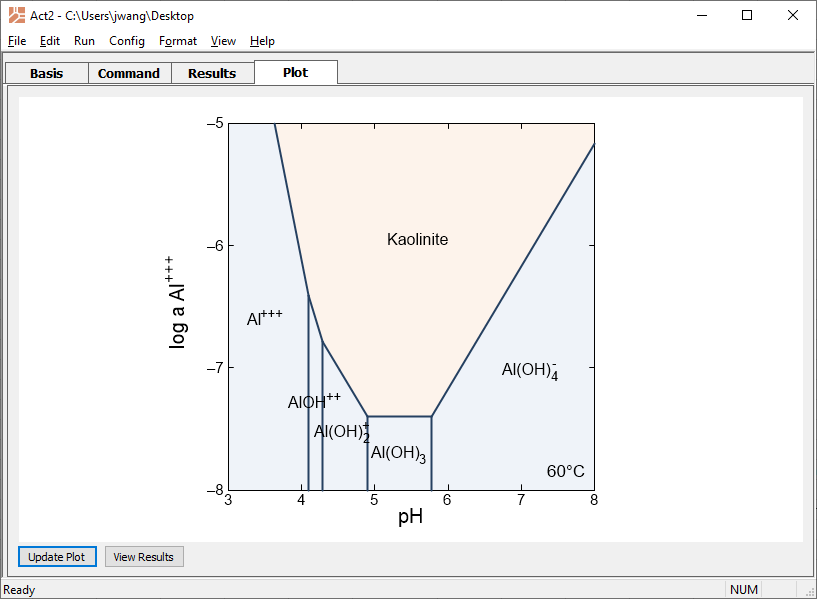 Act2 - C:\Users\jwang\Desktop
File Edit Run Config Format View Help
Basis Command Results Plot
–5
Kaolinite
–6
log a Al+++
Al+++
–7
Al(OH)4-
AlOH++
Al(OH)2+
Al(OH)3
60°C
–8
3 4 5 6 7 8
pH
Update Plot View Results
Ready NUM